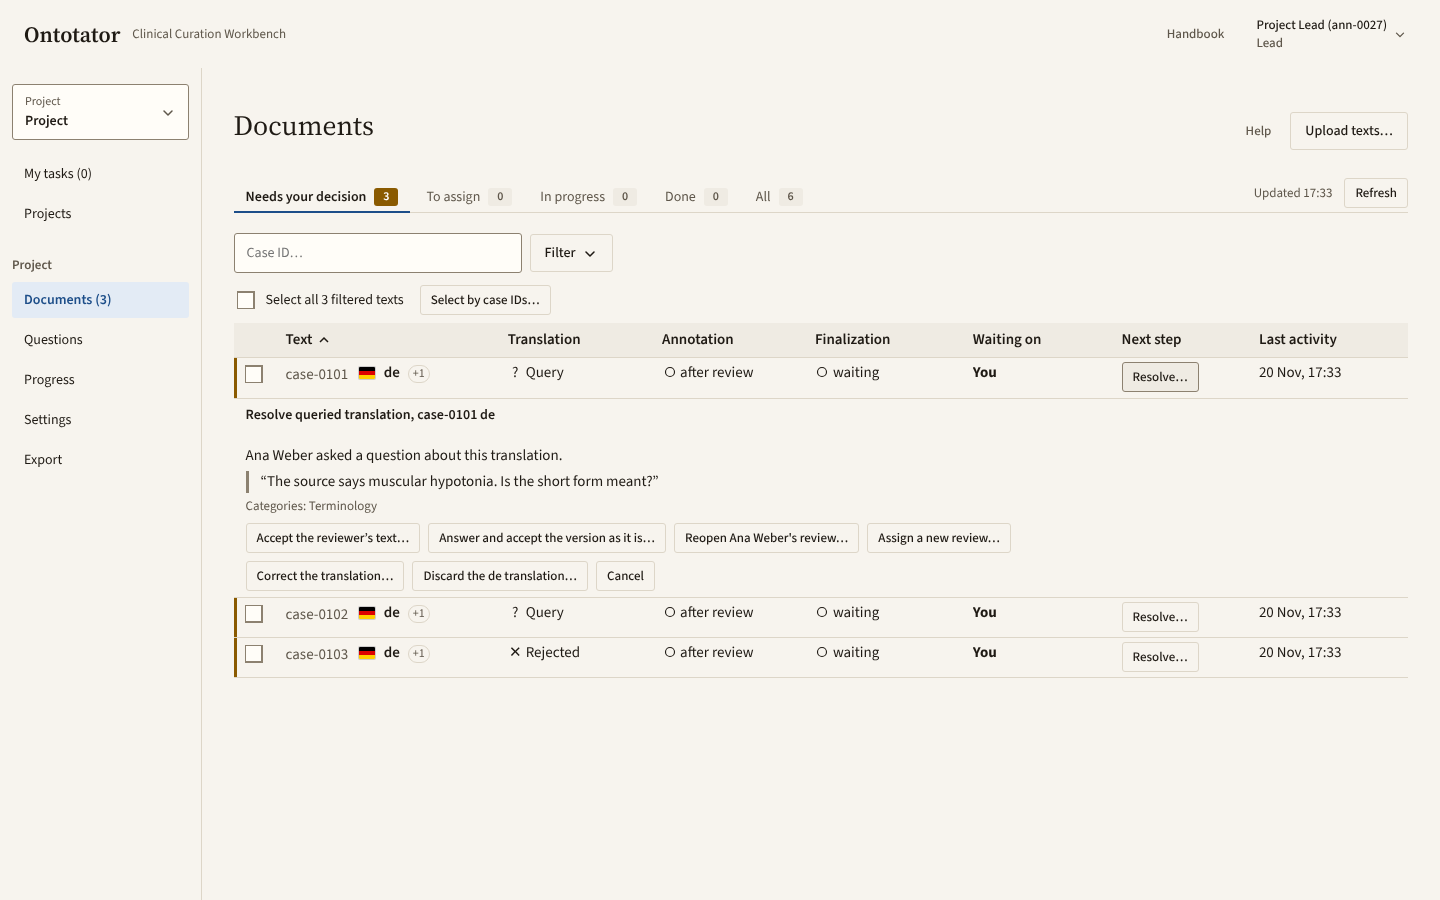 Ontotator Clinical Curation Workbench Handbook Project Lead (ann-0027)
Lead
Project
Project
My tasks (0)
Projects
Project
Documents (3)
Questions
Progress
Settings
Export
Documents
Help Upload texts…
Needs your decision 3 To assign 0 In progress 0 Done 0 All 6 Updated 17:33 Refresh
Case ID… Filter
Select all 3 filtered texts Select by case IDs…
Text Translation Annotation Finalization Waiting on Next step Last activity
case-0101 de +1 ? Query after review waiting You Resolve… 20 Nov, 17:33
Resolve queried translation, case-0101 de
Ana Weber asked a question about this translation.
“The source says muscular hypotonia. Is the short form meant?”
Categories: Terminology
Accept the reviewer’s text… Answer and accept the version as it is… Reopen Ana Weber's review… Assign a new review…
Correct the translation… Discard the de translation… Cancel
case-0102 de +1 ? Query after review waiting You Resolve… 20 Nov, 17:33
case-0103 de +1 ✕ Rejected after review waiting You Resolve… 20 Nov, 17:33